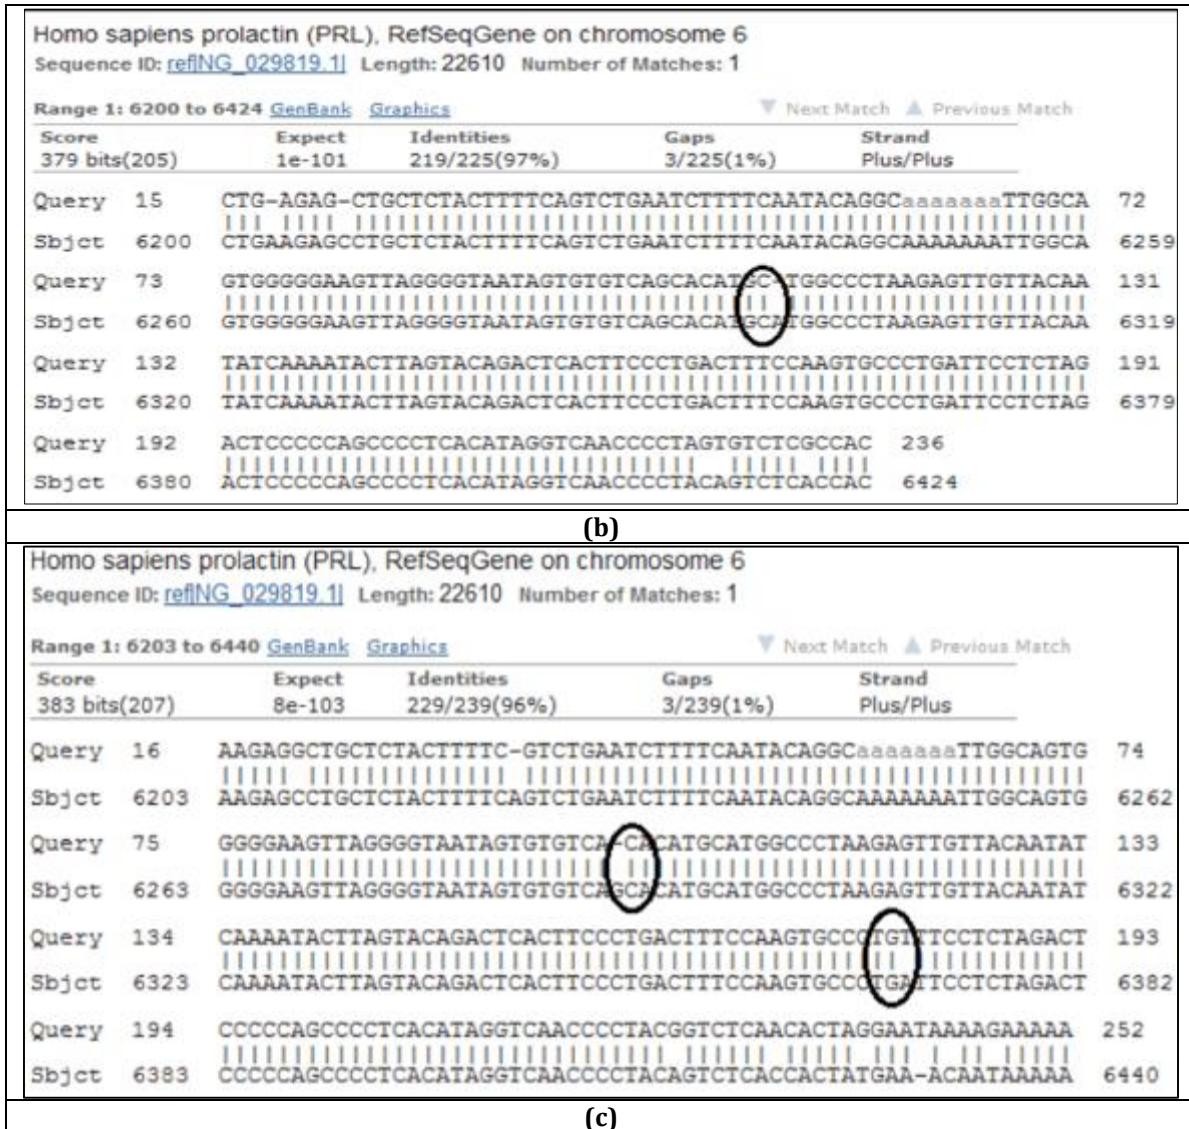 Homo sapiens prolactin (PRL), RefSeqGene on chromosome 6
Sequence ID: ref|NG_029819.1| Length: 22610 Number of Matches: 1
Range 1: 6200 to 6424 GenBank Graphics ▼ Next Match ▲ Previous Match
Score Expect Identities Gaps Strand
379 bits(205) 1e-101 219/225(97%) 3/225(1%) Plus/Plus
Query 15 CTG-AGAG-CTGCTCTACTTTTCAGTCTGAATCTTTTCAATACAGGCaaaaaaaTTGGCA 72
Sbjct 6200 CTGAAGAGCCTGCTCTACTTTTCAGTCTGAATCTTTTCAATACAGGCAAAAAAATTGGCA 6259
Query 73 GTGGGGGAAGTTAGGGGTAATAGTGTGTCAGCACATGC-TGGCCCTAAGAGTTGTTACAA 131
Sbjct 6260 GTGGGGGAAGTTAGGGGTAATAGTGTGTCAGCACATGCATGGCCCTAAGAGTTGTTACAA 6319
Query 132 TATCAAAATACTTAGTACAGACTCACTTCCCTGACTTTCCAAGTGCCCTGATTCCTCTAG 191
Sbjct 6320 TATCAAAATACTTAGTACAGACTCACTTCCCTGACTTTCCAAGTGCCCTGATTCCTCTAG 6379
Query 192 ACTCCCCCAGCCCCTCACATAGGTCAACCCCTAGTGTCTCGCCAC 236
Sbjct 6380 ACTCCCCCAGCCCCTCACATAGGTCAACCCCTACAGTCTCACCAC 6424
(b)
Homo sapiens prolactin (PRL), RefSeqGene on chromosome 6
Sequence ID: ref|NG_029819.1| Length: 22610 Number of Matches: 1
Range 1: 6203 to 6440 GenBank Graphics ▼ Next Match ▲ Previous Match
Score Expect Identities Gaps Strand
383 bits(207) 8e-103 229/239(96%) 3/239(1%) Plus/Plus
Query 16 AAGAGGCTGCTCTACTTTTC-GTCTGAATCTTTTCAATACAGGCaaaaaaaTTGGCAGTG 74
Sbjct 6203 AAGAGCCTGCTCTACTTTTCAGTCTGAATCTTTTCAATACAGGCAAAAAAATTGGCAGTG 6262
Query 75 GGGGAAGTTAGGGGTAATAGTGTGTCA-CACATGCATGGCCCTAAGAGTTGTTACAATAT 133
Sbjct 6263 GGGGAAGTTAGGGGTAATAGTGTGTCAGCACATGCATGGCCCTAAGAGTTGTTACAATAT 6322
Query 134 CAAAATACTTAGTACAGACTCACTTCCCTGACTTTCCAAGTGCCCTGTTTCCTCTAGACT 193
Sbjct 6323 CAAAATACTTAGTACAGACTCACTTCCCTGACTTTCCAAGTGCCCTGATTCCTCTAGACT 6382
Query 194 CCCCCAGCCCCTCACATAGGTCAACCCCTACGGTCTCAACACTAGGAATAAAAGAAAAA 252
Sbjct 6383 CCCCCAGCCCCTCACATAGGTCAACCCCTACAGTCTCACCACTATGAA-ACAATAAAAA 6440
(c)